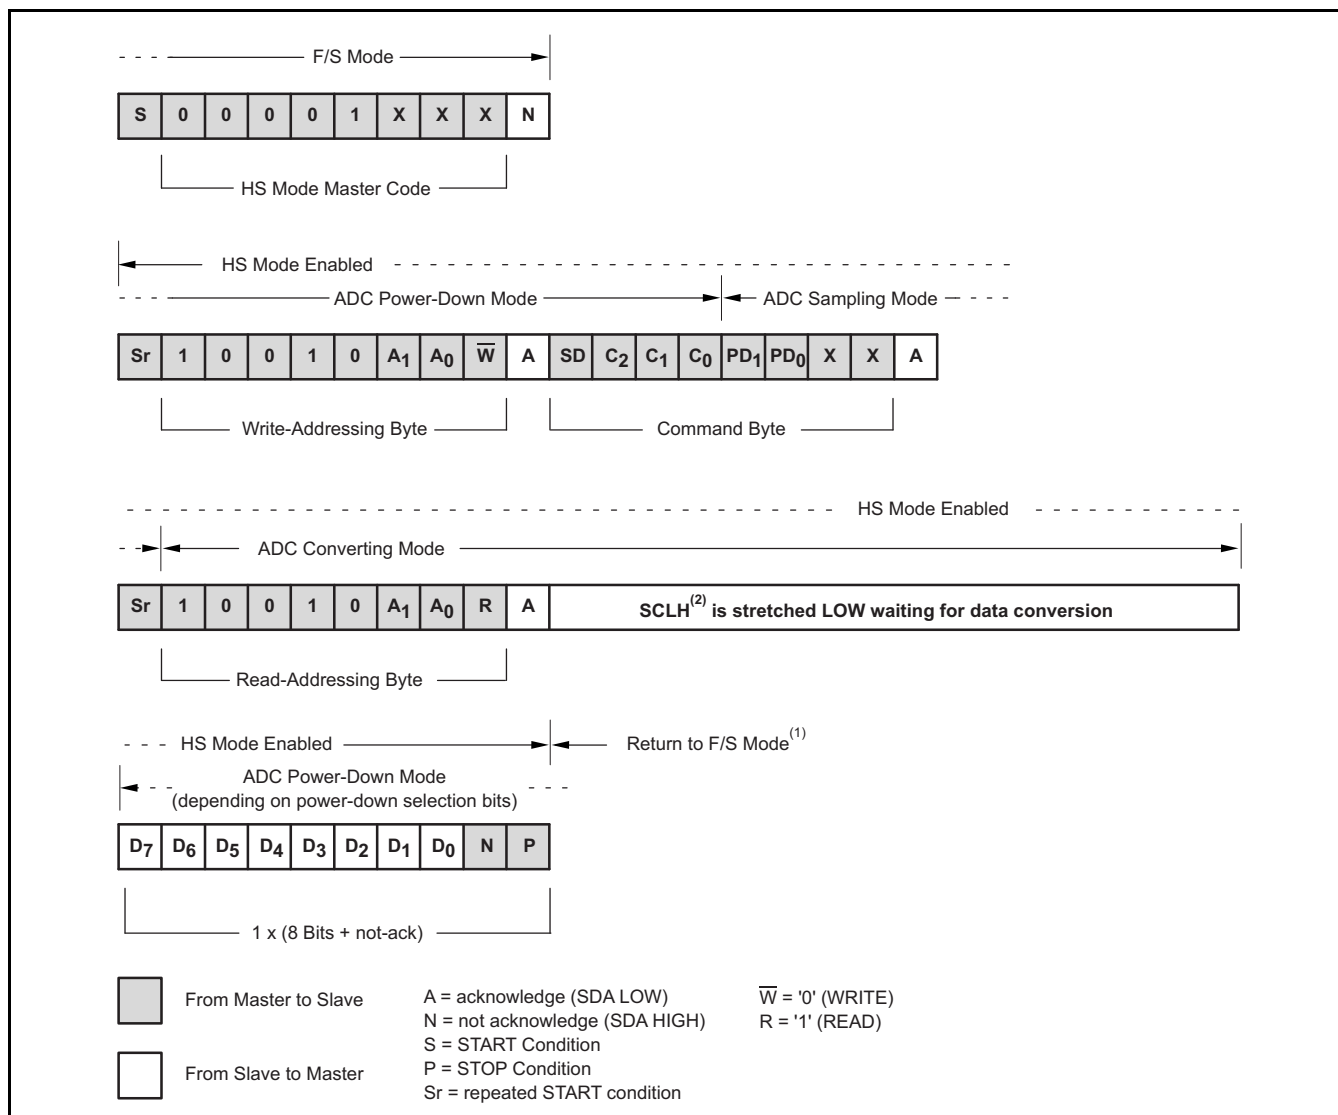 F/S Mode
S 0 0 0 0 1 X X X N
HS Mode Master Code
HS Mode Enabled
ADC Power-Down Mode ADC Sampling Mode
Sr 1 0 0 1 0 A1 A0 W̅ A SD C2 C1 C0 PD1 PD0 X X A
Write-Addressing Byte Command Byte
HS Mode Enabled
ADC Converting Mode
Sr 1 0 0 1 0 A1 A0 R A SCLH(2) is stretched LOW waiting for data conversion
Read-Addressing Byte
HS Mode Enabled Return to F/S Mode(1)
ADC Power-Down Mode
(depending on power-down selection bits)
D7 D6 D5 D4 D3 D2 D1 D0 N P
1 x (8 Bits + not-ack)
From Master to Slave
From Slave to Master
A = acknowledge (SDA LOW)
N = not acknowledge (SDA HIGH)
S = START Condition
P = STOP Condition
Sr = repeated START condition
W̅ = '0' (WRITE)
R = '1' (READ)